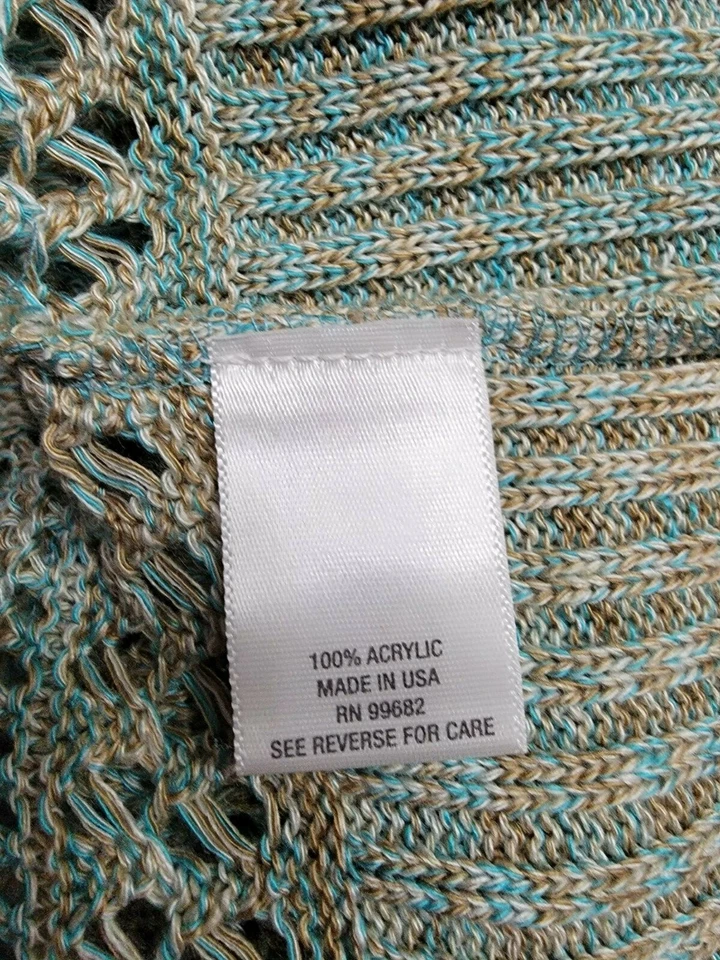 100% ACRYLIC
MADE IN USA
RN 99682
SEE REVERSE FOR CARE